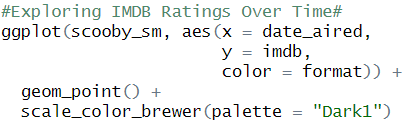 #Exploring IMDB Ratings Over Time#
ggplot(scooby_sm, aes(x = date_aired,
                      y = imdb,
                      color = format)) +
  geom_point() +
  scale_color_brewer(palette = "Dark1")